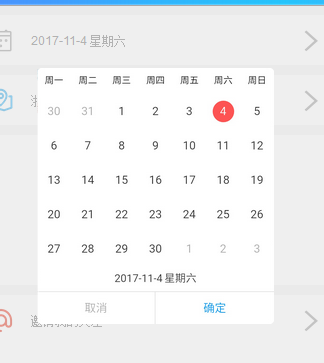 2017-11-4 星期六
周一 周二 周三 周四 周五 周六 周日
30 31 1 2 3 4 5
6 7 8 9 10 11 12
13 14 15 16 17 18 19
20 21 22 23 24 25 26
27 28 29 30 1 2 3
2017-11-4 星期六
取消 确定